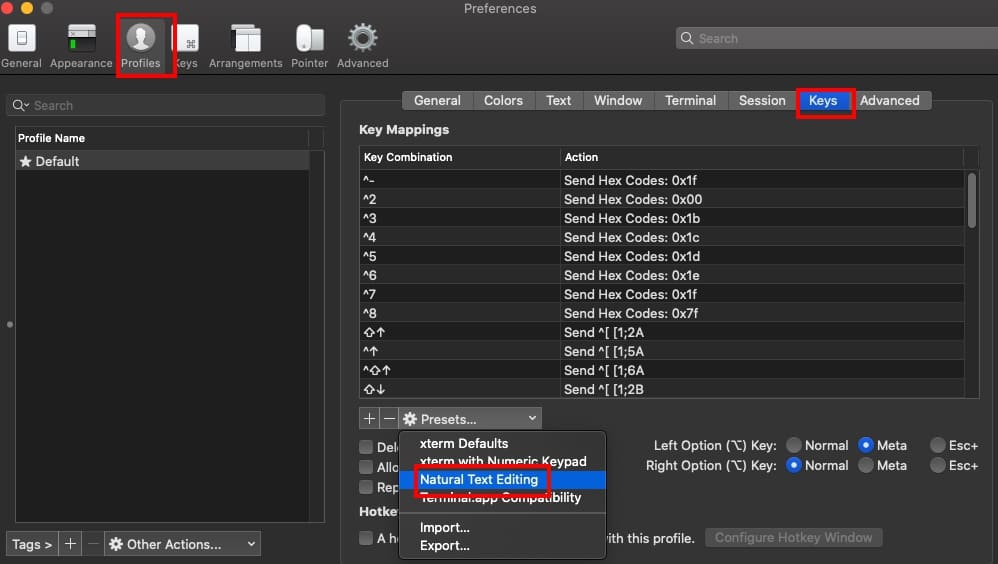 Preferences
General Appearance Profiles Keys Arrangements Pointer Advanced
Search
Search
General Colors Text Window Terminal Session Keys Advanced
Profile Name
★ Default
Key Mappings
Key Combination Action
^- Send Hex Codes: 0x1f
^2 Send Hex Codes: 0x00
^3 Send Hex Codes: 0x1b
^4 Send Hex Codes: 0x1c
^5 Send Hex Codes: 0x1d
^6 Send Hex Codes: 0x1e
^7 Send Hex Codes: 0x1f
^8 Send Hex Codes: 0x7f
⇧↑ Send ^[ [1;2A
^↑ Send ^[ [1;5A
^⇧↑ Send ^[ [1;6A
⇧↓ Send ^[ [1;2B
+ − Presets...
xterm Defaults
xterm with Numeric Keypad
Natural Text Editing
Terminal.app Compatibility
Import...
Export...
Left Option (⌥) Key: Normal Meta Esc+
Right Option (⌥) Key: Normal Meta Esc+
Hotke
A h with this profile. Configure Hotkey Window
Tags > + − Other Actions...